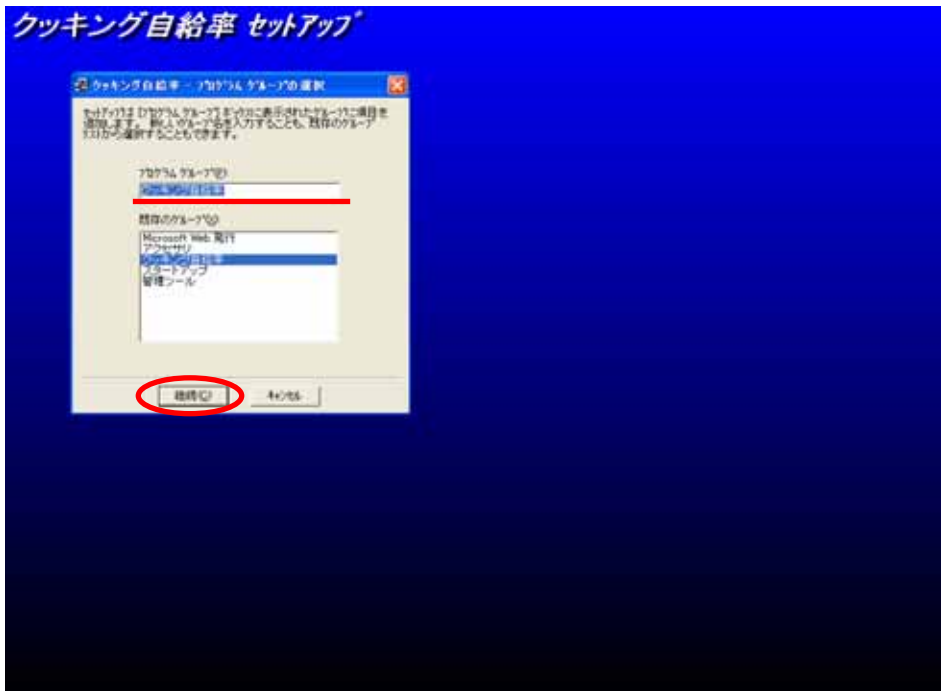 クッキング自給率 セットアップ
クッキング自給率 - プログラム グループの選択
セットアップは [プログラム グループ] ボックスに表示されたグループに項目を
追加します。 新しいグループ名を入力することも、既存のグループ
リストから選択することもできます。
プログラム グループ(P)
クッキング自給率
既存のグループ(X)
Microsoft Web 発行
アクセサリ
クッキング自給率
スタートアップ
管理ツール
継続(C)
キャンセル